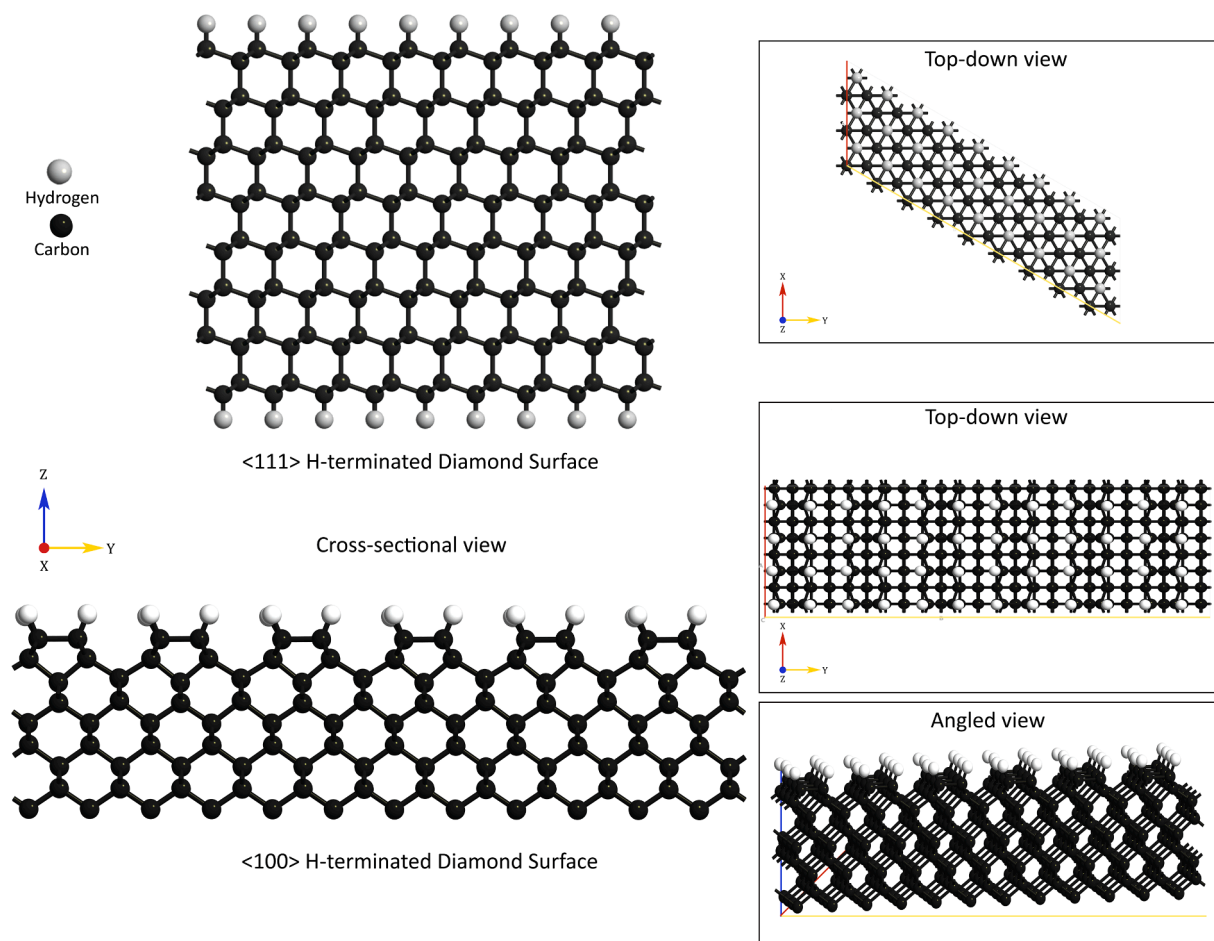 Hydrogen
Carbon
<111> H-terminated Diamond Surface
Z
Y
X
Cross-sectional view
<100> H-terminated Diamond Surface
Top-down view
X
Z
Y
Top-down view
X
Z
Y
Angled view